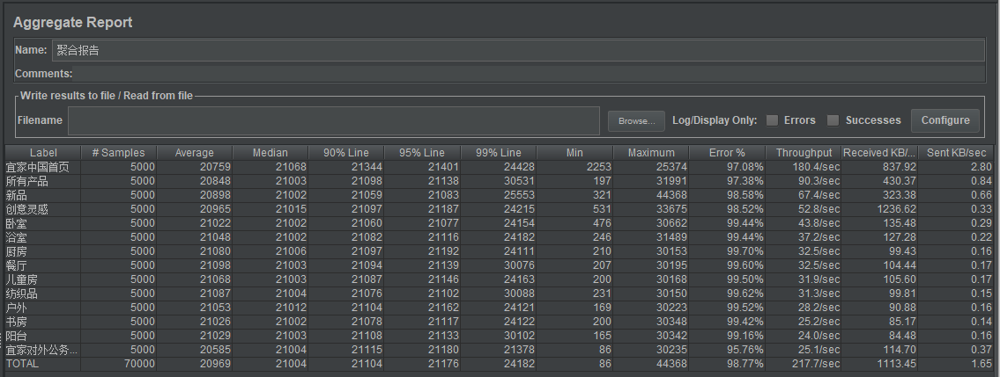 Aggregate Report
Name: 聚合报告
Comments:
Write results to file / Read from file
Filename Browse... Log/Display Only: Errors Successes Configure
Label # Samples Average Median 90% Line 95% Line 99% Line Min Maximum Error % Throughput Received KB/... Sent KB/sec
宜家中国首页 5000 20759 21068 21344 21401 24428 2253 25374 97.08% 180.4/sec 837.92 2.80
所有产品 5000 20848 21003 21098 21138 30531 197 31991 97.38% 90.3/sec 430.37 0.84
新品 5000 20898 21002 21059 21083 25553 321 44368 98.58% 67.4/sec 323.38 0.66
创意灵感 5000 20965 21015 21097 21187 24215 531 33675 98.52% 52.8/sec 1236.62 0.33
卧室 5000 21022 21002 21060 21077 24154 476 30662 99.44% 43.8/sec 135.48 0.29
浴室 5000 21048 21002 21082 21116 24182 246 31489 99.44% 37.2/sec 127.28 0.22
厨房 5000 21080 21006 21097 21192 24111 210 30153 99.70% 32.5/sec 99.43 0.16
餐厅 5000 21098 21003 21094 21139 30076 207 30195 99.60% 32.5/sec 104.44 0.17
儿童房 5000 21068 21003 21087 21146 24163 200 30168 99.50% 31.9/sec 105.60 0.17
纺织品 5000 21087 21004 21076 21102 30088 231 30150 99.62% 31.3/sec 99.81 0.15
户外 5000 21053 21012 21104 21162 24121 169 30223 99.52% 28.2/sec 90.88 0.16
书房 5000 21026 21002 21078 21117 24122 200 30348 99.42% 25.2/sec 85.17 0.14
阳台 5000 21029 21003 21108 21133 30102 165 30342 99.16% 24.0/sec 84.48 0.16
宜家对外公务... 5000 20585 21004 21115 21180 21378 86 30235 95.76% 25.1/sec 114.70 0.37
TOTAL 70000 20969 21004 21104 21176 24182 86 44368 98.77% 217.7/sec 1113.45 1.65